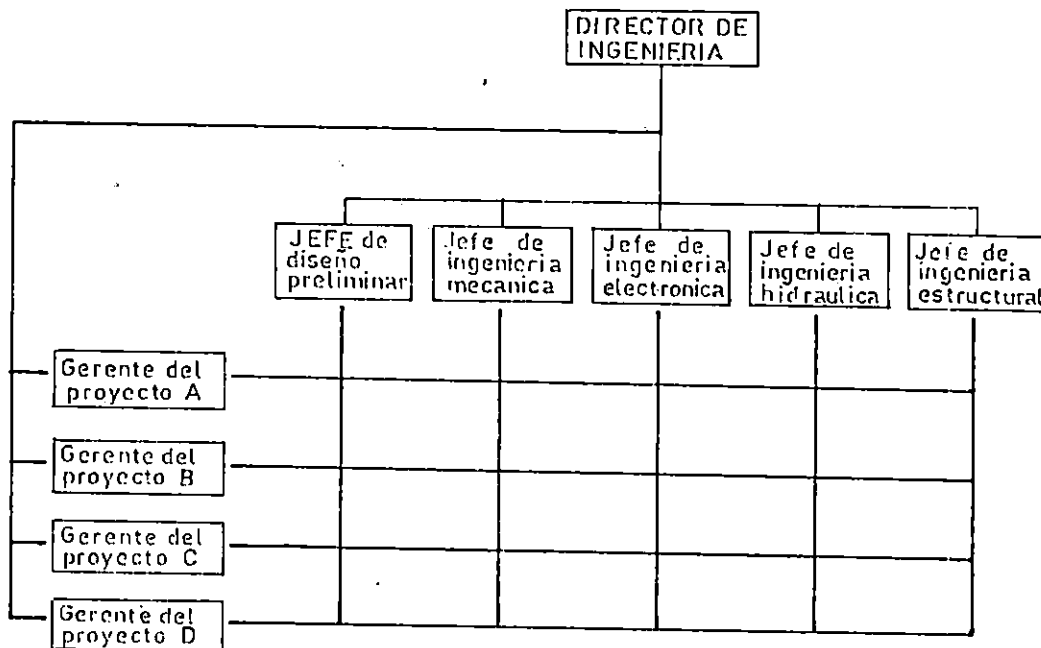 DIRECTOR DE
INGENIERIA
JEFE de
diseño
preliminar
Jefe de
ingenieria
mecanica
Jefe de
ingenieria
electronica
Jefe de
ingenieria
hidraulica
Jefe de
ingenieria
estructural
Gerente del
proyecto A
Gerente del
proyecto B
Gerente del
proyecto C
Gerente del
proyecto D